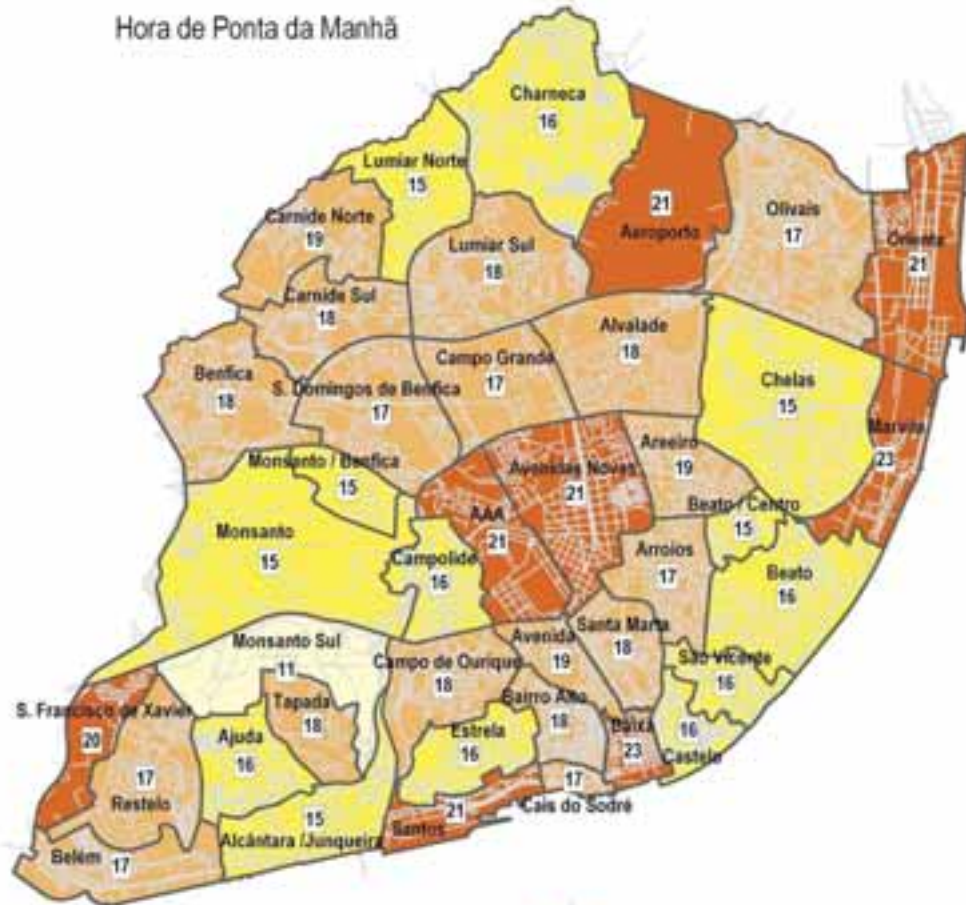 Hora de Ponta da Manhã
Charneca
16
Lumiar Norte
15
21
Aeroporto
Olivais
17
Oriente
21
Carnide Norte
19
Lumiar Sul
18
Carnide Sul
18
Alvalade
18
Campo Grande
17
Benfica
18
S. Domingos de Benfica
17
Chelas
15
Marvila
23
Areeiro
19
Avenidas Novas
21
Monsanto / Benfica
15
Beato / Centro
15
AAA
21
Monsanto
15
Campolide
16
Arroios
17
Beato
16
Monsanto Sul
11
Avenida
19
Santa Marta
18
São Vicente
16
Campo de Ourique
18
S. Francisco de Xavier
20
Tapada
18
Bairro Alto
18
Ajuda
16
Estrela
16
Baixa
23
16
Castelo
17
Restelo
17
Cais do Sodré
21
Santos
15
Alcântara /Junqueira
Belém
17